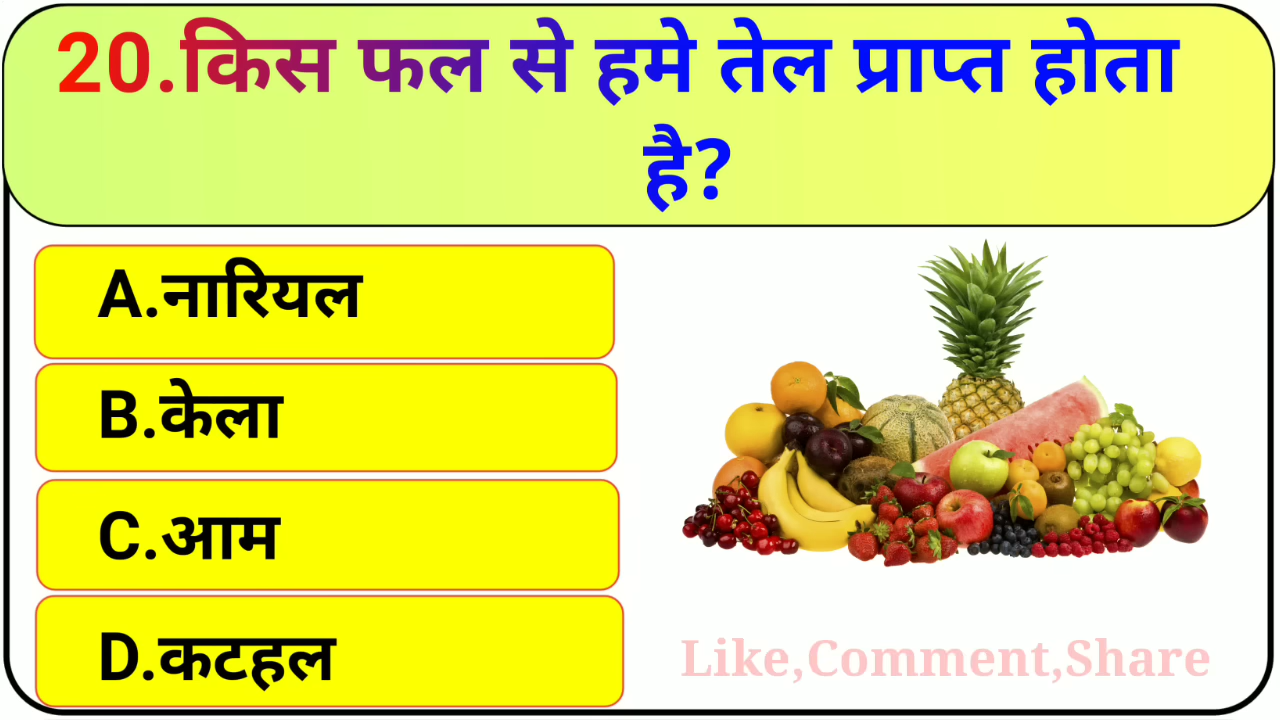 20.किस फल से हमे तेल प्राप्त होता
है?
A.नारियल
B.केला
C.आम
D.कटहल
Like,Comment,Share